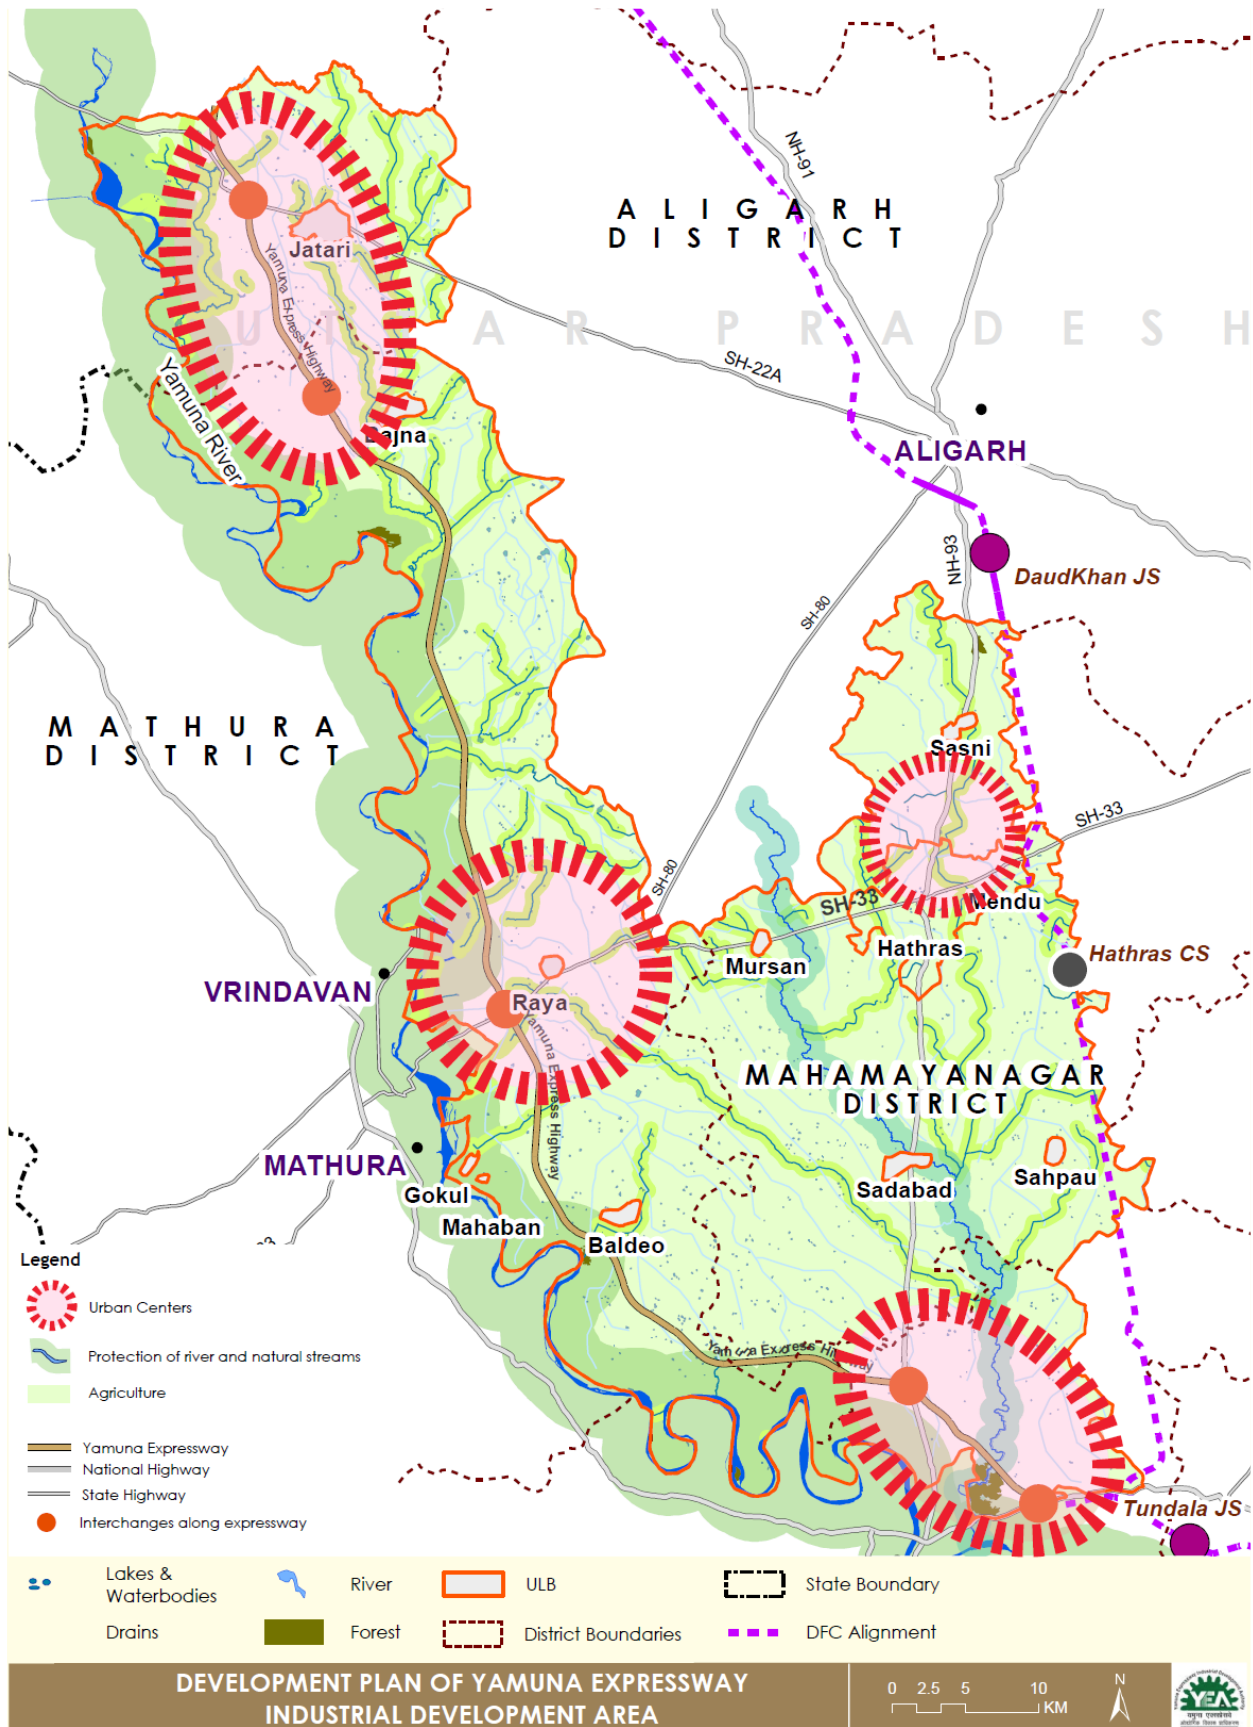 NH-91
ALIGARH
DISTRICT
Jatari
Yamuna Express Highway
UTTAR PRADESH
SH-22A
Yamuna River
Bajna
ALIGARH
NH-93
DaudKhan JS
SH-80
MATHURA
DISTRICT
Sasni
SH-33
SH-80
SH-33
Mendu
Hathras
Mursan
Hathras CS
VRINDAVAN
Raya
Yamuna Express Highway
MAHAMAYANAGAR
DISTRICT
MATHURA
Gokul
Sadabad
Sahpau
Mahaban
Baldeo
Yamuna Express Highway
Tundala JS
Legend
Urban Centers
Protection of river and natural streams
Agriculture
Yamuna Expressway
National Highway
State Highway
Interchanges along expressway
Lakes &
Waterbodies
River
ULB
State Boundary
Drains
Forest
District Boundaries
DFC Alignment
DEVELOPMENT PLAN OF YAMUNA EXPRESSWAY
INDUSTRIAL DEVELOPMENT AREA
0 2.5 5 10
KM
N
YEA